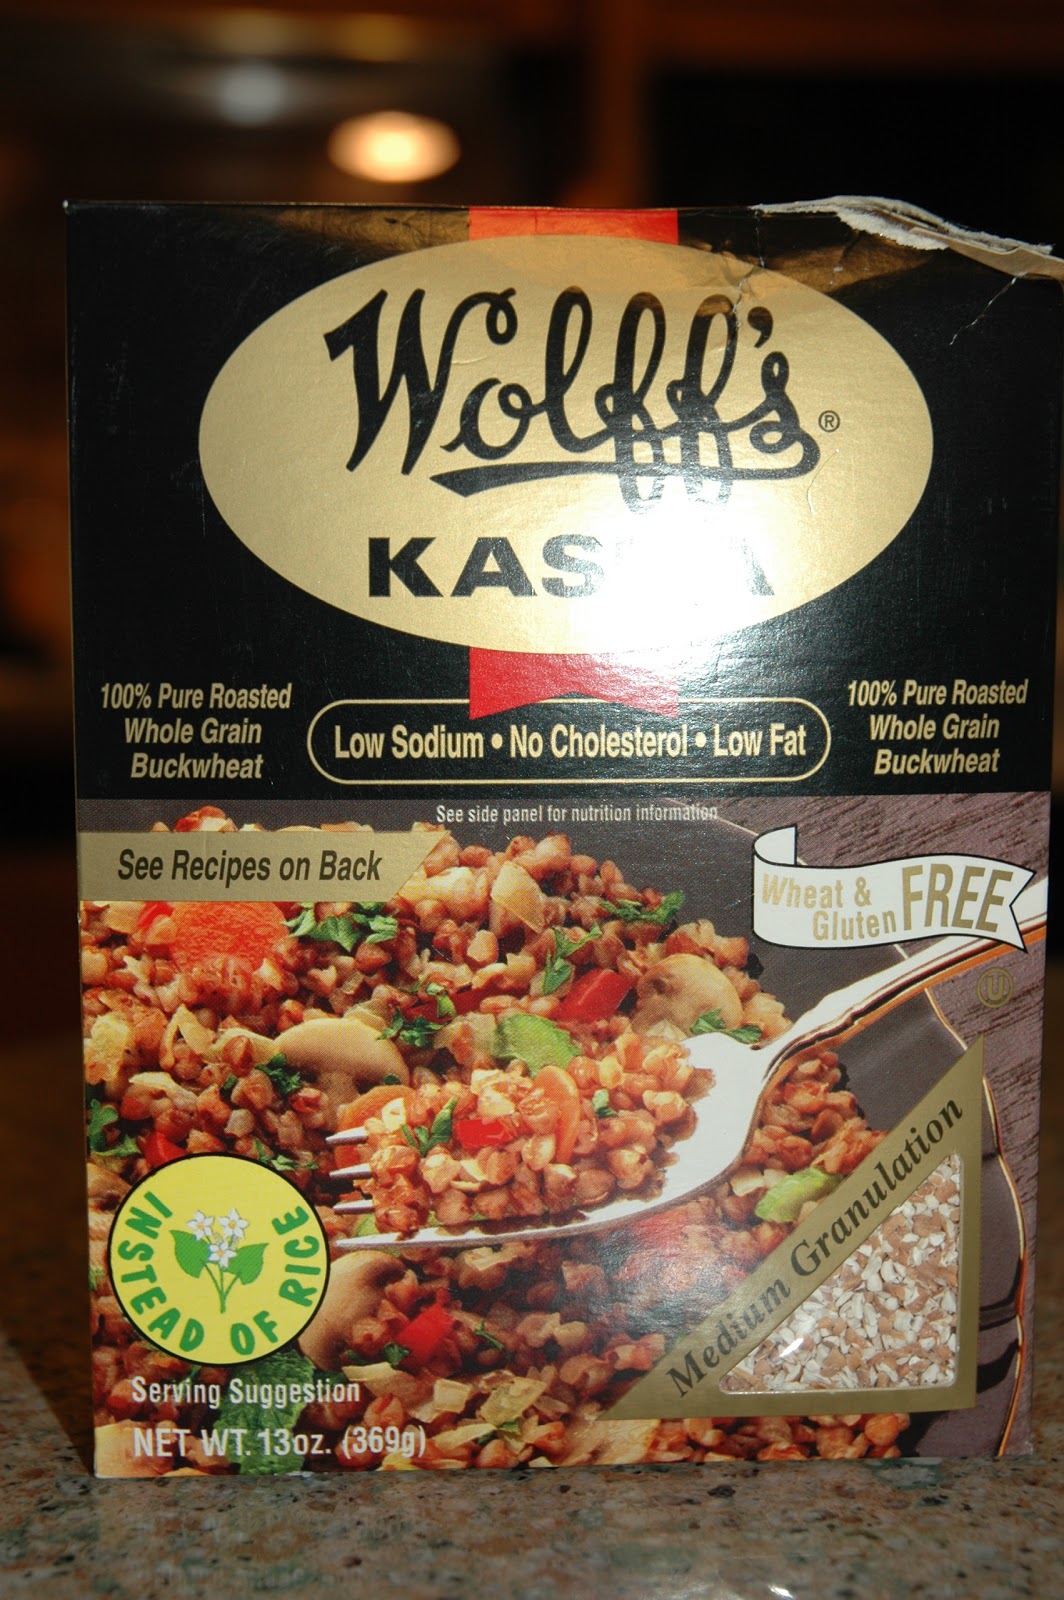 Wolff's®
KASHA
100% Pure Roasted
Whole Grain
Buckwheat
Low Sodium • No Cholesterol • Low Fat
100% Pure Roasted
Whole Grain
Buckwheat
See side panel for nutrition information
See Recipes on Back
Wheat &
Gluten FREE
U
Medium Granulation
INSTEAD OF RICE
Serving Suggestion
NET WT. 13oz. (369g)